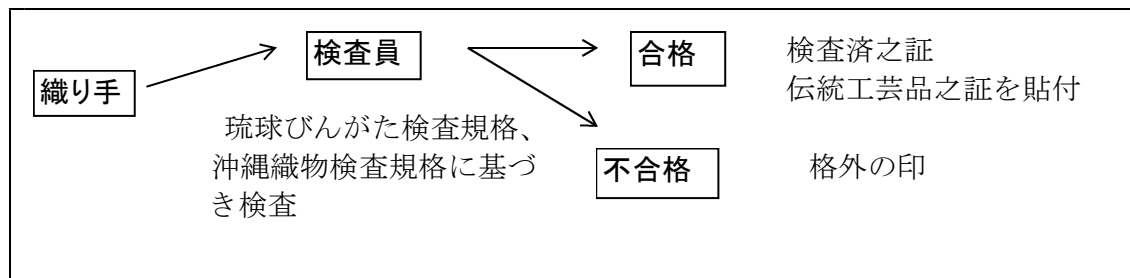 織り手
検査員
琉球びんがた検査規格、
沖縄織物検査規格に基づ
き検査
合格
検査済之証
伝統工芸品之証を貼付
不合格
格外の印